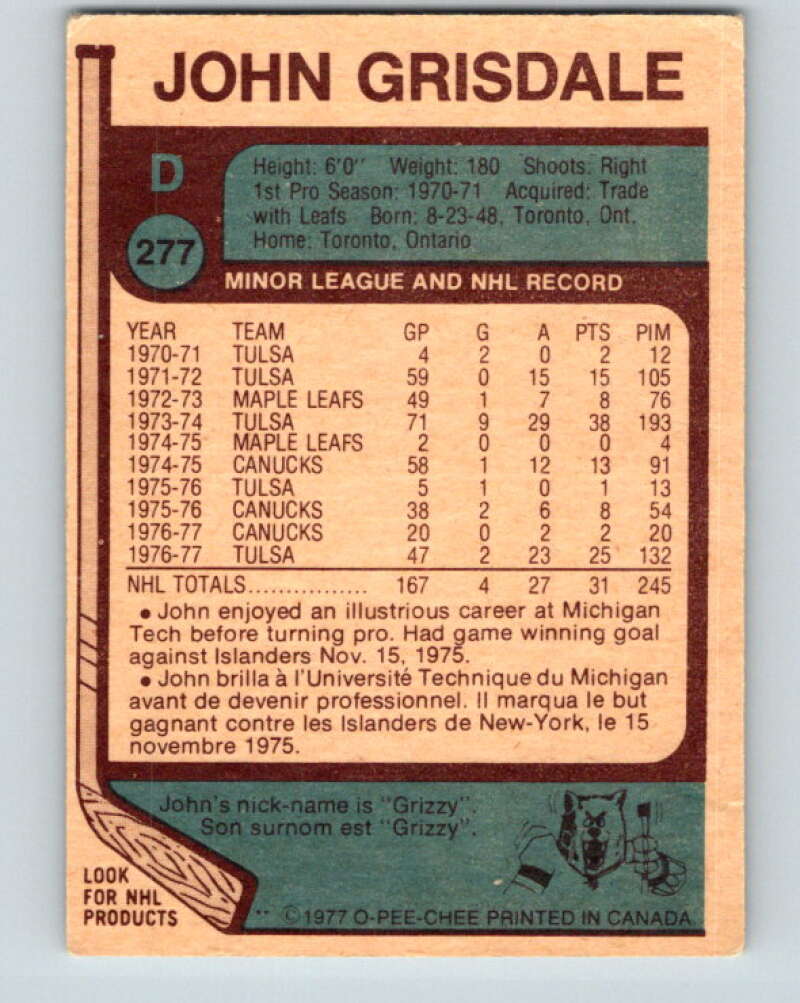 JOHN GRISDALE
D
277
Height: 6'0" Weight: 180 Shoots: Right
1st Pro Season: 1970-71 Acquired: Trade
with Leafs Born: 8-23-48, Toronto, Ont.
Home: Toronto, Ontario
MINOR LEAGUE AND NHL RECORD
YEAR TEAM GP G A PTS PIM
1970-71 TULSA 4 2 0 2 12
1971-72 TULSA 59 0 15 15 105
1972-73 MAPLE LEAFS 49 1 7 8 76
1973-74 TULSA 71 9 29 38 193
1974-75 MAPLE LEAFS 2 0 0 0 4
1974-75 CANUCKS 58 1 12 13 91
1975-76 TULSA 5 1 0 1 13
1975-76 CANUCKS 38 2 6 8 54
1976-77 CANUCKS 20 0 2 2 20
1976-77 TULSA 47 2 23 25 132
NHL TOTALS................ 167 4 27 31 245
• John enjoyed an illustrious career at Michigan
Tech before turning pro. Had game winning goal
against Islanders Nov. 15, 1975.
• John brilla à l'Université Technique du Michigan
avant de devenir professionnel. Il marqua le but
gagnant contre les Islanders de New-York, le 15
novembre 1975.
John's nick-name is "Grizzy".
Son surnom est "Grizzy".
LOOK
FOR NHL
PRODUCTS
** ©1977 O-PEE-CHEE PRINTED IN CANADA